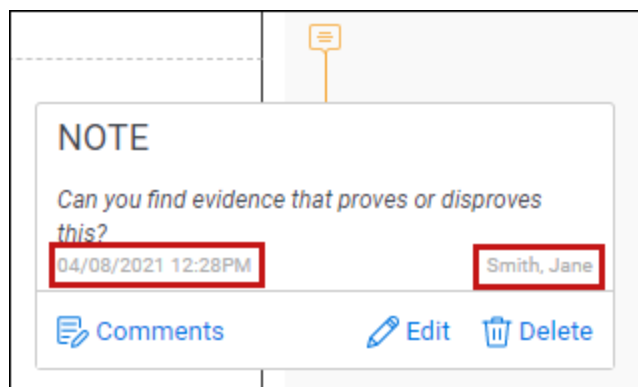 NOTE
Can you find evidence that proves or disproves
this?
04/08/2021 12:28PM Smith, Jane
Comments Edit Delete